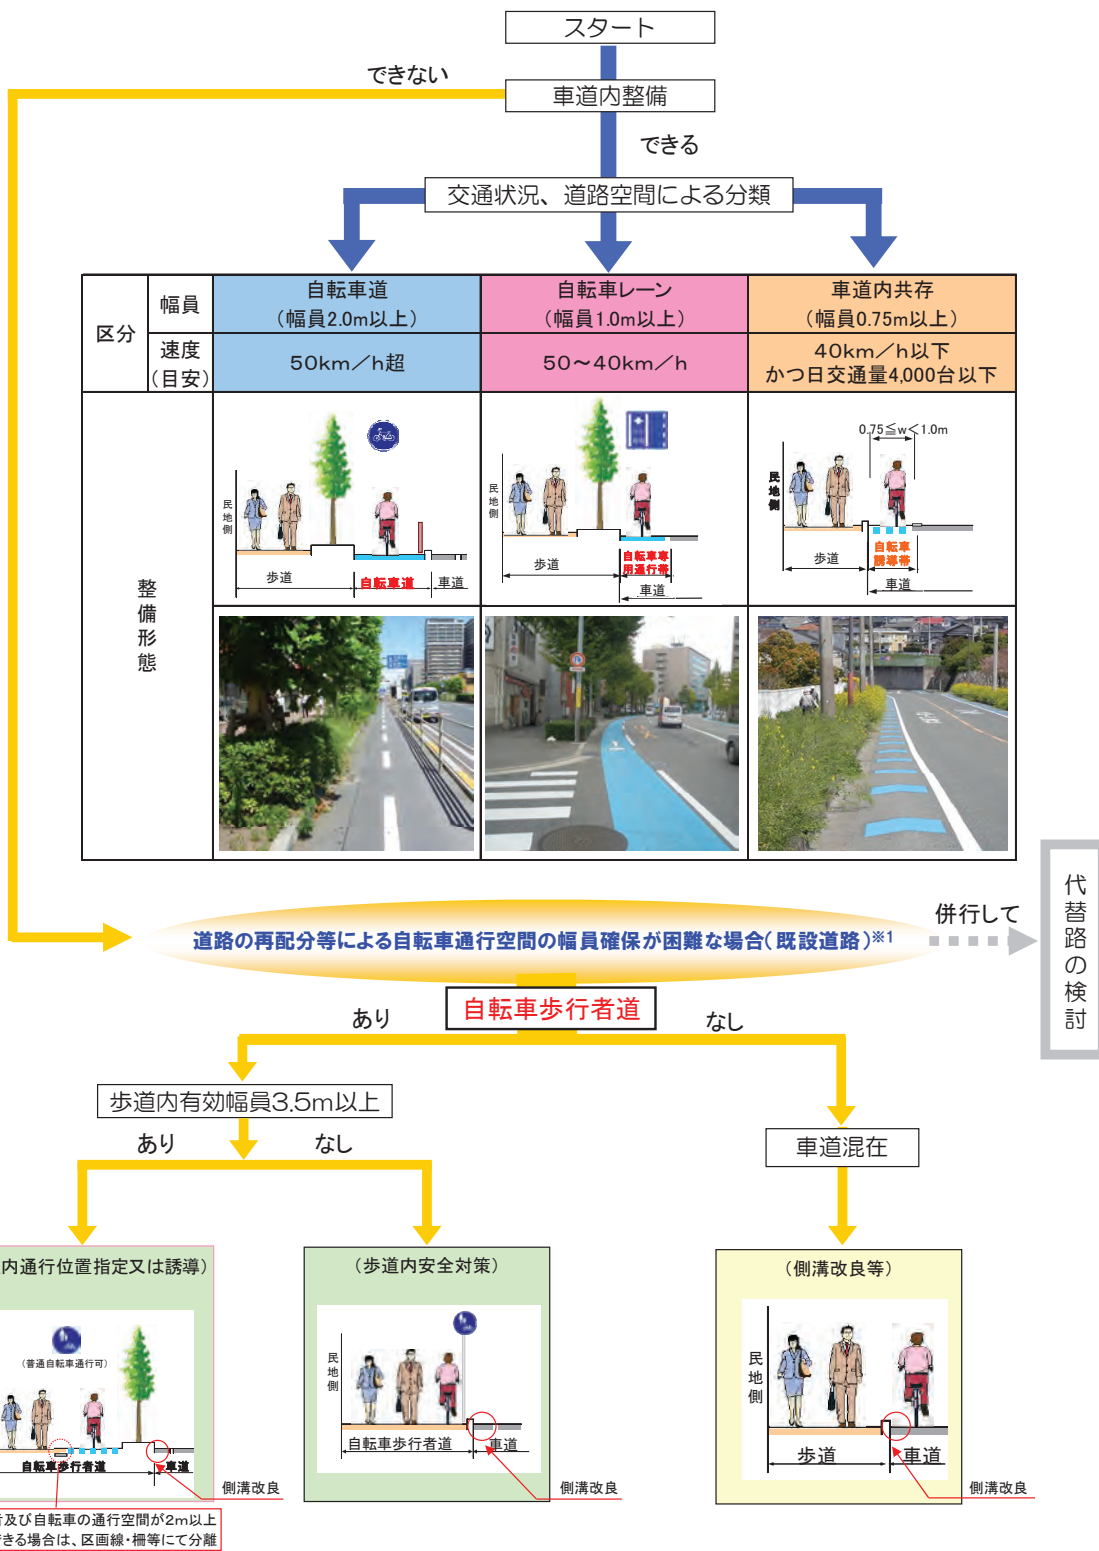 スタート
できない
車道内整備
できる
交通状況、道路空間による分類
区分
幅員
自転車道
（幅員2.0m以上）
自転車レーン
（幅員1.0m以上）
車道内共存
（幅員0.75m以上）
速度
（目安）
50km／h超
50～40km／h
40km／h以下
かつ日交通量4,000台以下
整備形態
民地側
歩道
自転車道
車道
民地側
歩道
自転車専
用通行帯
車道
0.75≦w＜1.0m
民地側
歩道
自転車
誘導帯
車道
道路の再配分等による自転車通行空間の幅員確保が困難な場合(既設道路)※1
併行して
代替路の検討
自転車歩行者道
あり
なし
歩道内有効幅員3.5m以上
あり
なし
車道混在
内通行位置指定又は誘導）
（普通自転車通行可）
自転車歩行者道
車道
側溝改良
及び自転車の通行空間が2m以上
きる場合は、区画線・柵等にて分離
（歩道内安全対策）
民地側
自転車歩行者道
車道
側溝改良
（側溝改良等）
民地側
歩道
車道
側溝改良